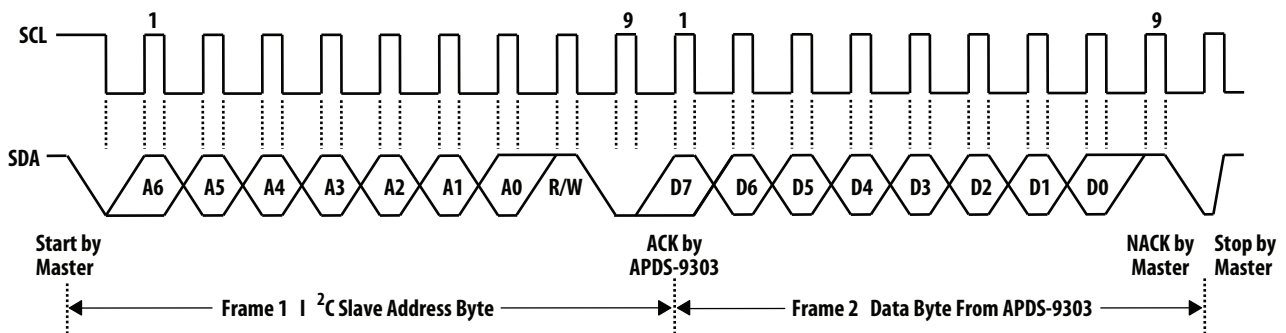 1 9 1 9
SCL
SDA
A6 A5 A4 A3 A2 A1 A0 R/W D7 D6 D5 D4 D3 D2 D1 D0
Start by
Master
ACK by
APDS-9303
NACK by
Master
Stop by
Master
Frame 1 I ²C Slave Address Byte
Frame 2 Data Byte From APDS-9303